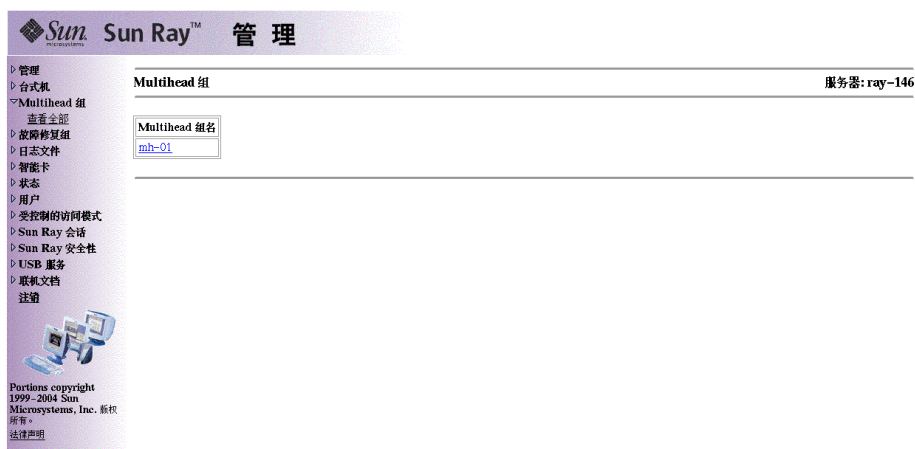 Sun microsystems Sun Ray™ 管 理
管理
台式机
Multihead 组
查看全部
故障修复组
日志文件
智能卡
状态
用户
受控制的访问模式
Sun Ray 会话
Sun Ray 安全性
USB 服务
联机文档
注销
Portions copyright
1999-2004 Sun
Microsystems, Inc. 版权
所有。
法律声明
Multihead 组 服务器: ray-146
Multihead 组名
mh-01